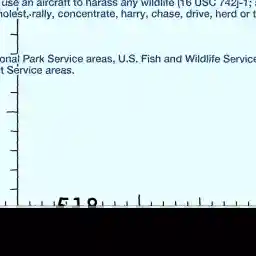 use an aircraft to harass any wildlife (16 USC 742j-1;
molest, rally, concentrate, harry, chase, drive, herd or t
onal Park Service areas, U.S. Fish and Wildlife Service
t Service areas.
518